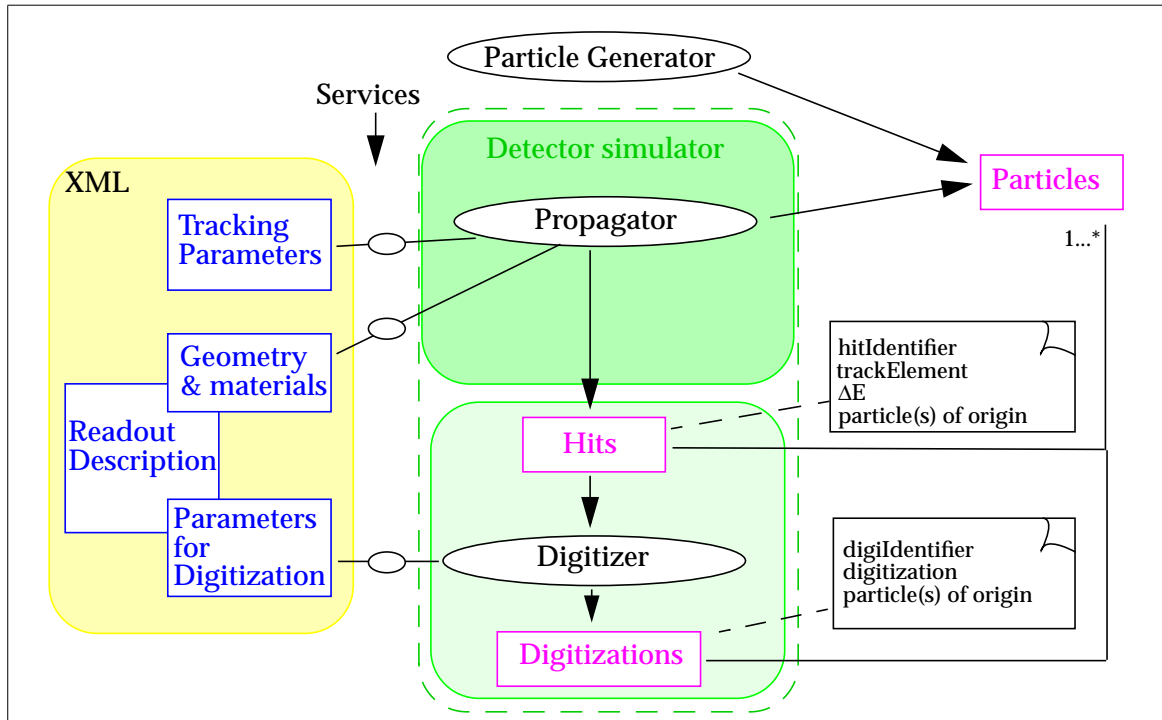 Particle Generator
Services
Detector simulator
XML
Particles
Tracking
Parameters
Propagator
1...*
Geometry
& materials
hitIdentifier
trackElement
ΔE
particle(s) of origin
Readout
Description
Hits
Parameters
for
Digitization
Digitizer
digiIdentifier
digitization
particle(s) of origin
Digitizations